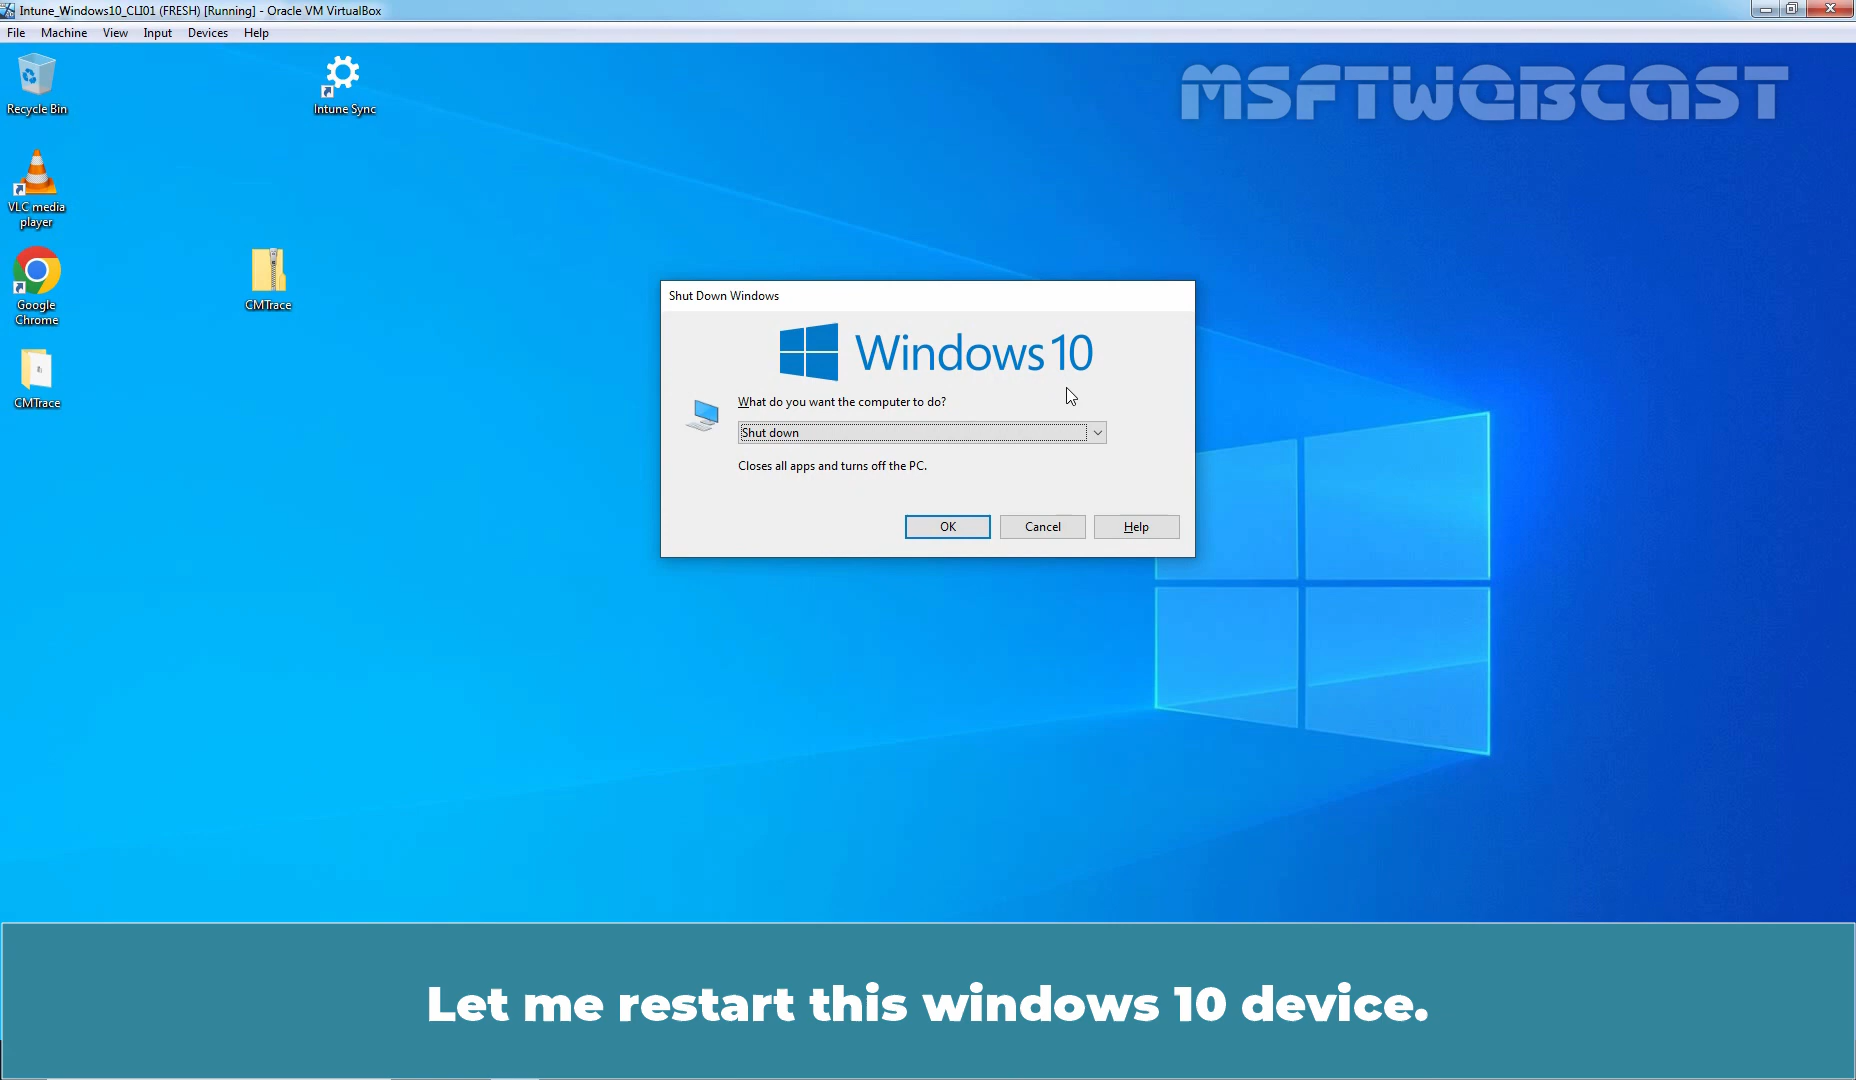 Intune_Windows10_CLI01 (FRESH) [Running] - Oracle VM VirtualBox
File Machine View Input Devices Help
MSFTWEBCAST
Recycle Bin
Intune Sync
VLC media
player
Google
Chrome
CMTrace
CMTrace
Shut Down Windows
Windows 10
What do you want the computer to do?
Shut down
Closes all apps and turns off the PC.
OK Cancel Help
Let me restart this windows 10 device.